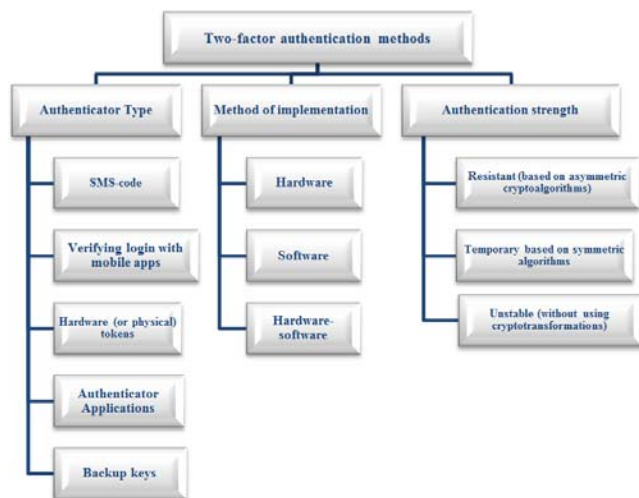 Two-factor authentication methods
Authenticator Type
SMS-code
Verifying login with
mobile apps
Hardware (or physical)
tokens
Authenticator
Applications
Backup keys
Method of implementation
Hardware
Software
Hardware-
software
Authentication strength
Resistant (based on asymmetric
cryptoalgorithms)
Temporary based on symmetric
algorithms
Unstable (without using
cryptotransformations)